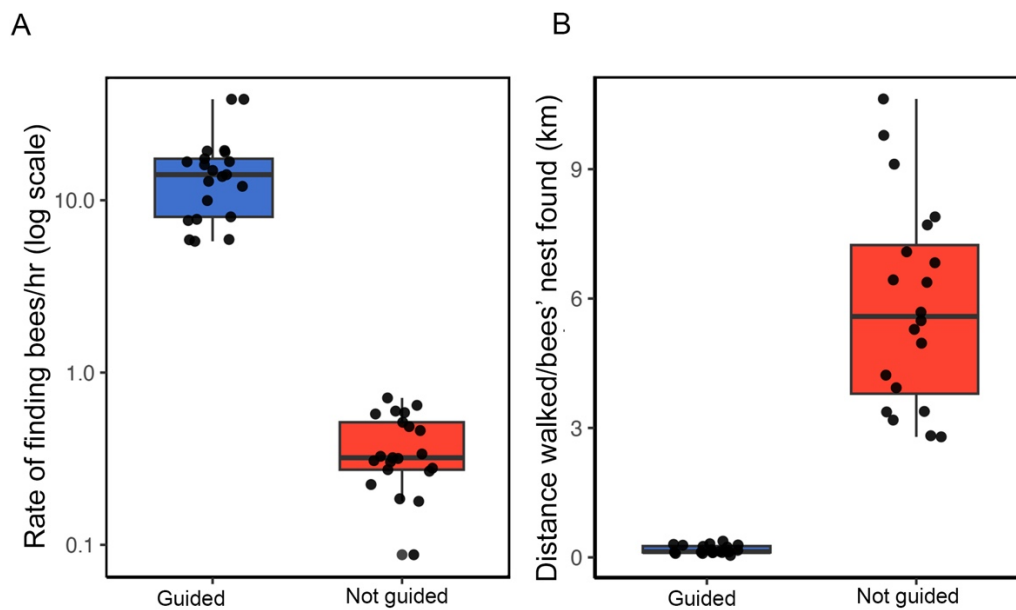 A
Rate of finding bees/hr (log scale)
10.0
1.0
0.1
Guided
Not guided
B
Distance walked/bees’ nest found (km)
9
6
3
0
Guided
Not guided